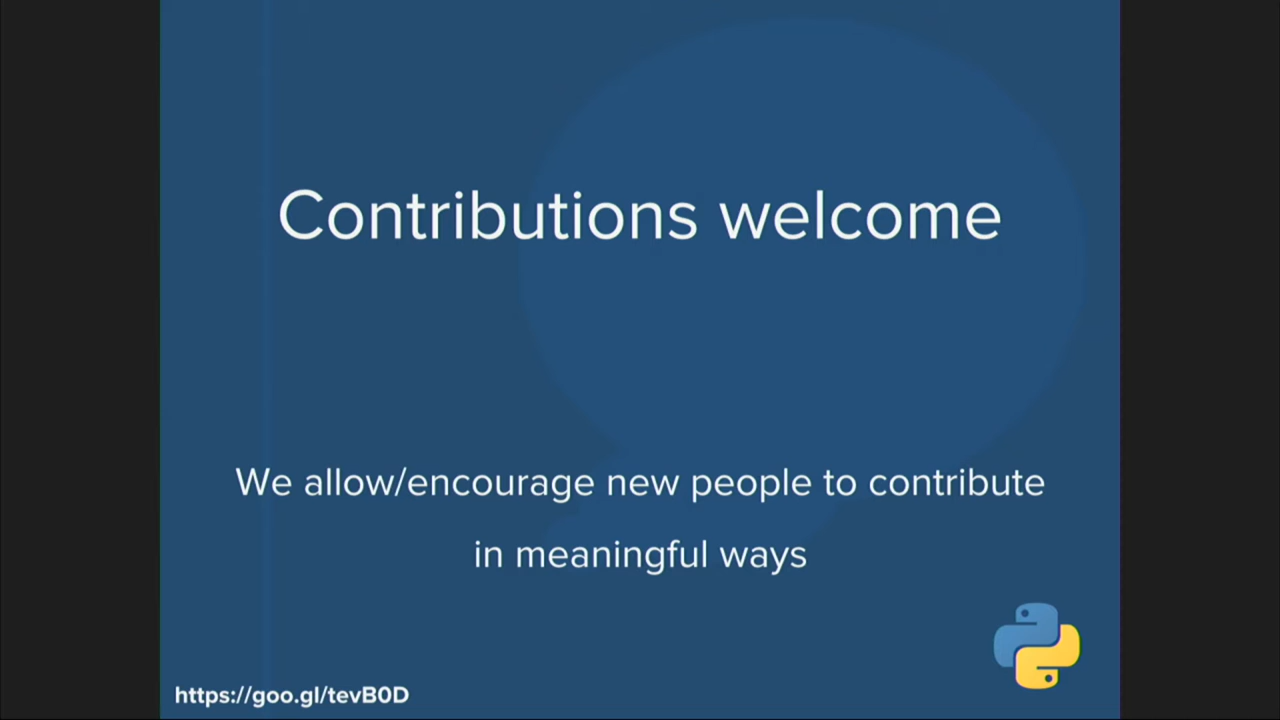 Contributions welcome
We allow/encourage new people to contribute
in meaningful ways
https://goo.gl/tevB0D